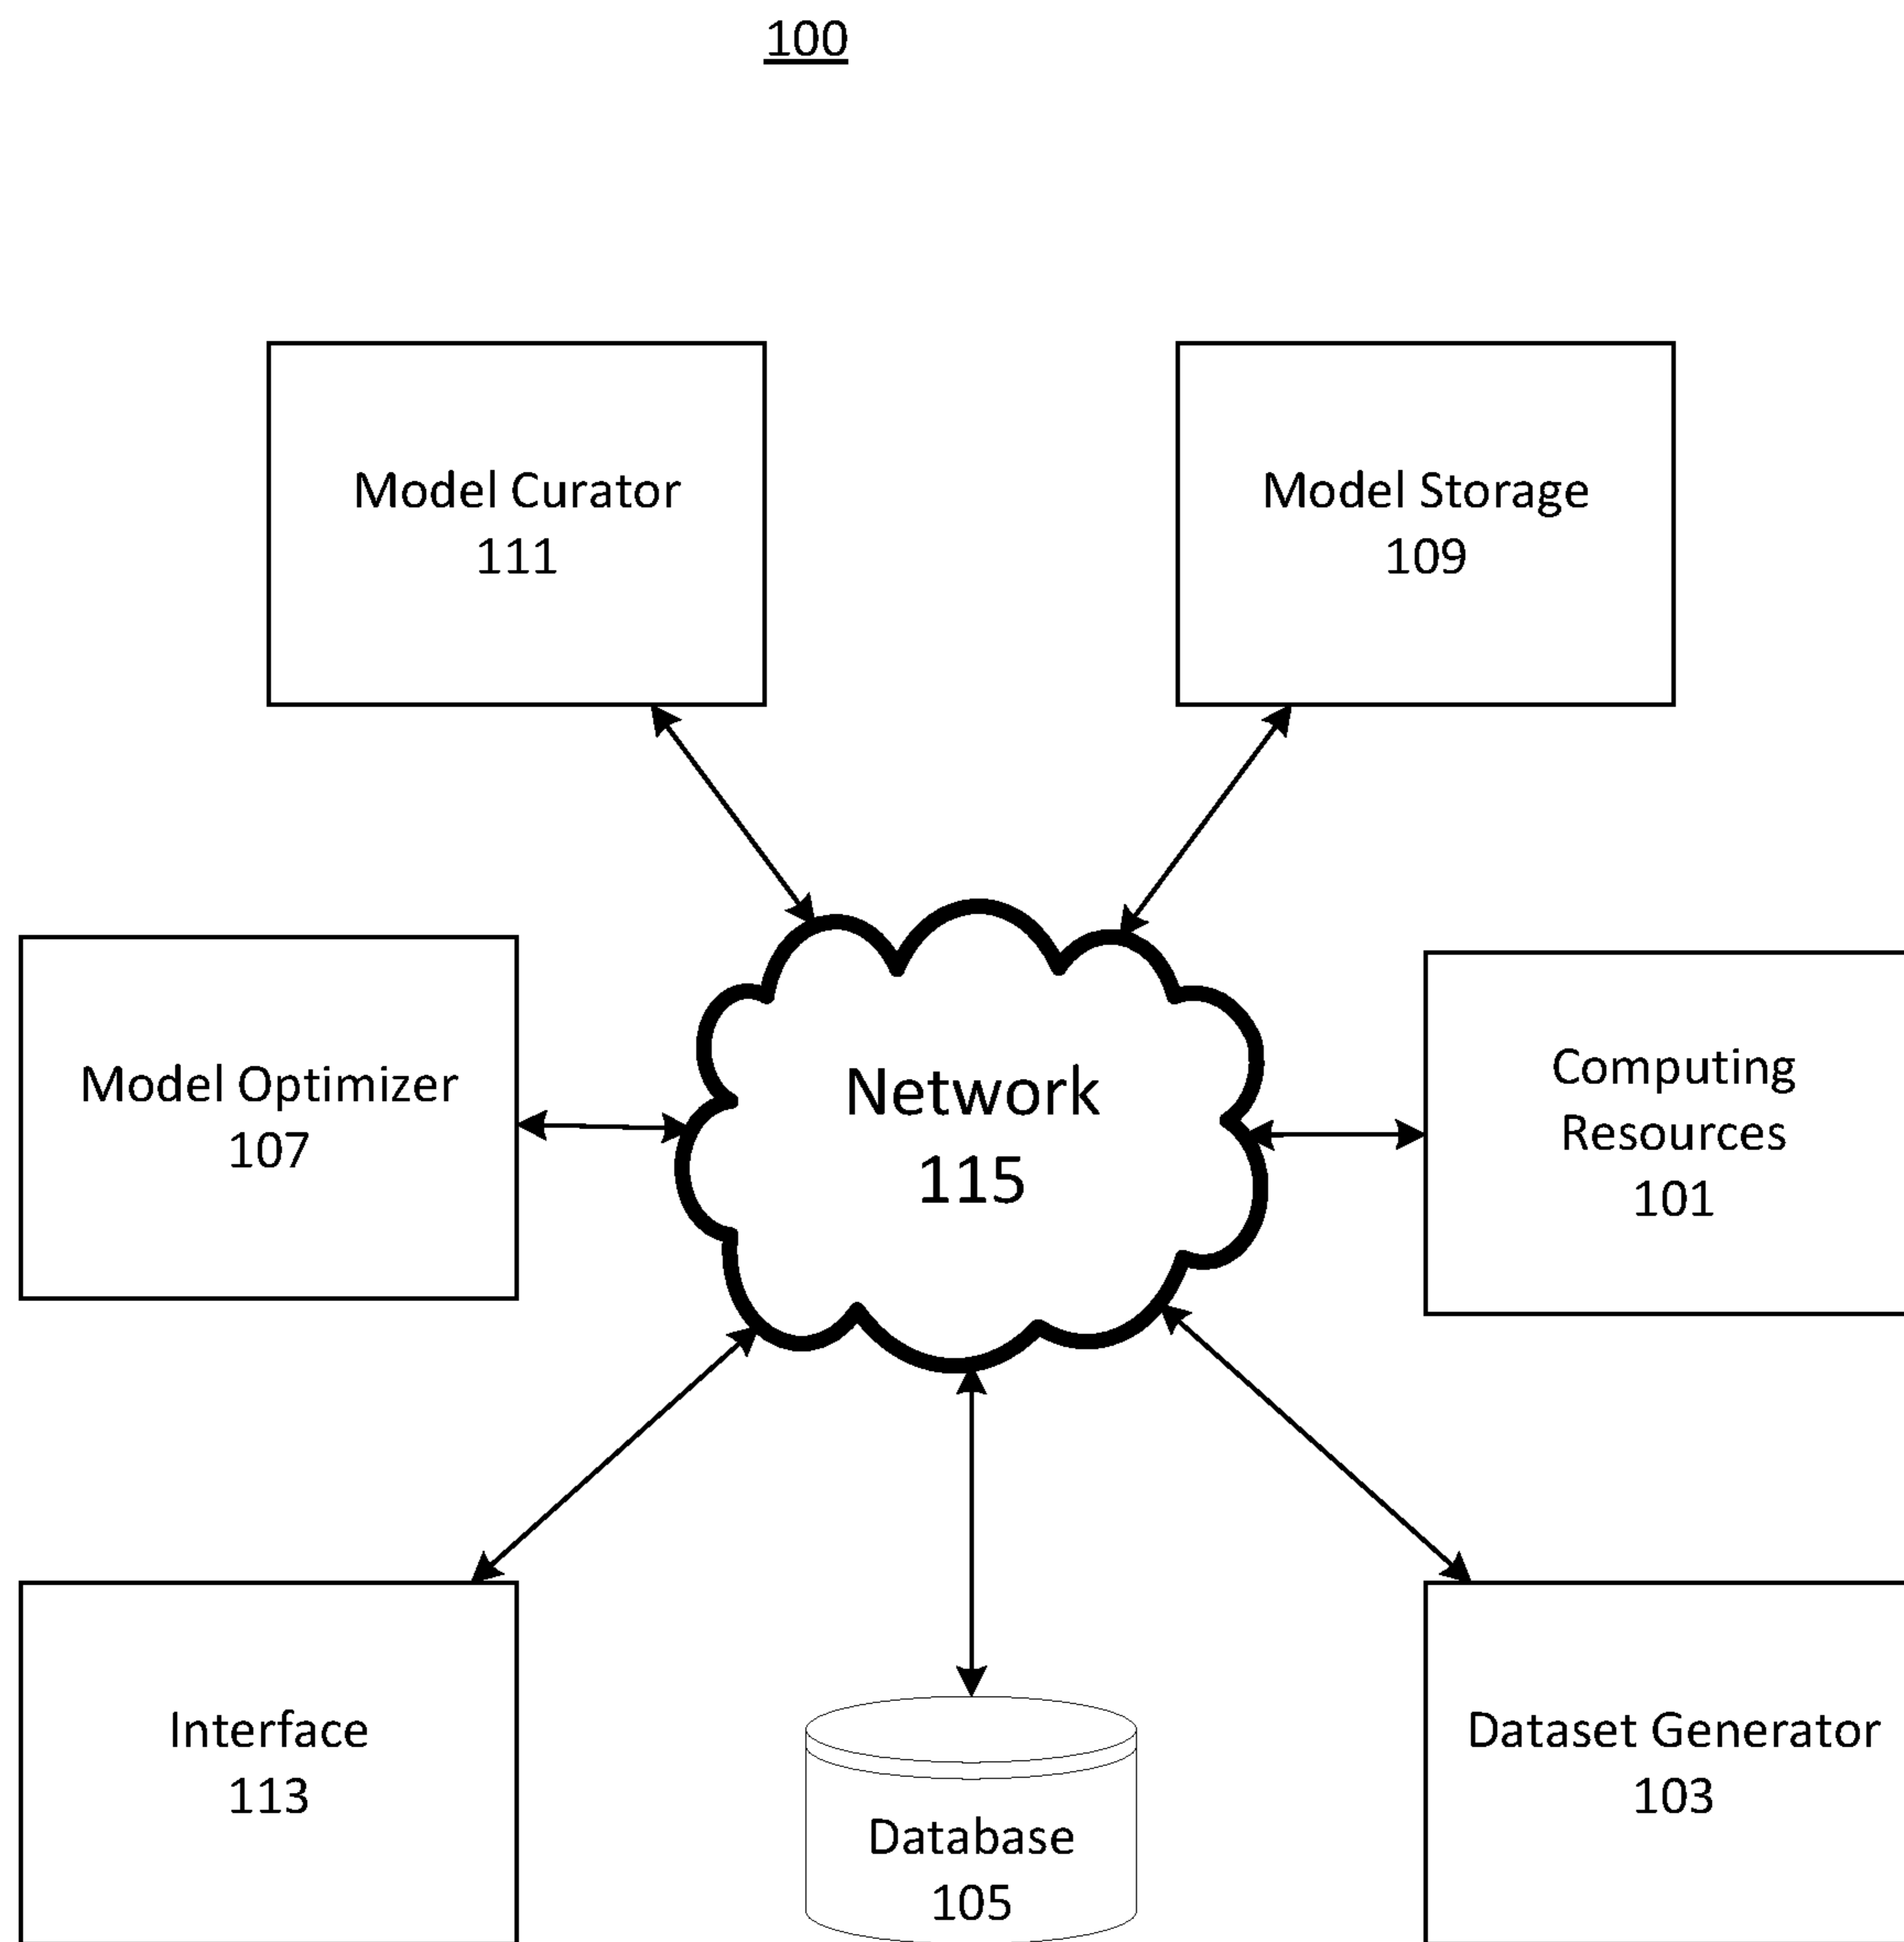 100
Model Curator
111
Model Storage
109
Model Optimizer
107
Network
115
Computing
Resources
101
Interface
113
Database
105
Dataset Generator
103